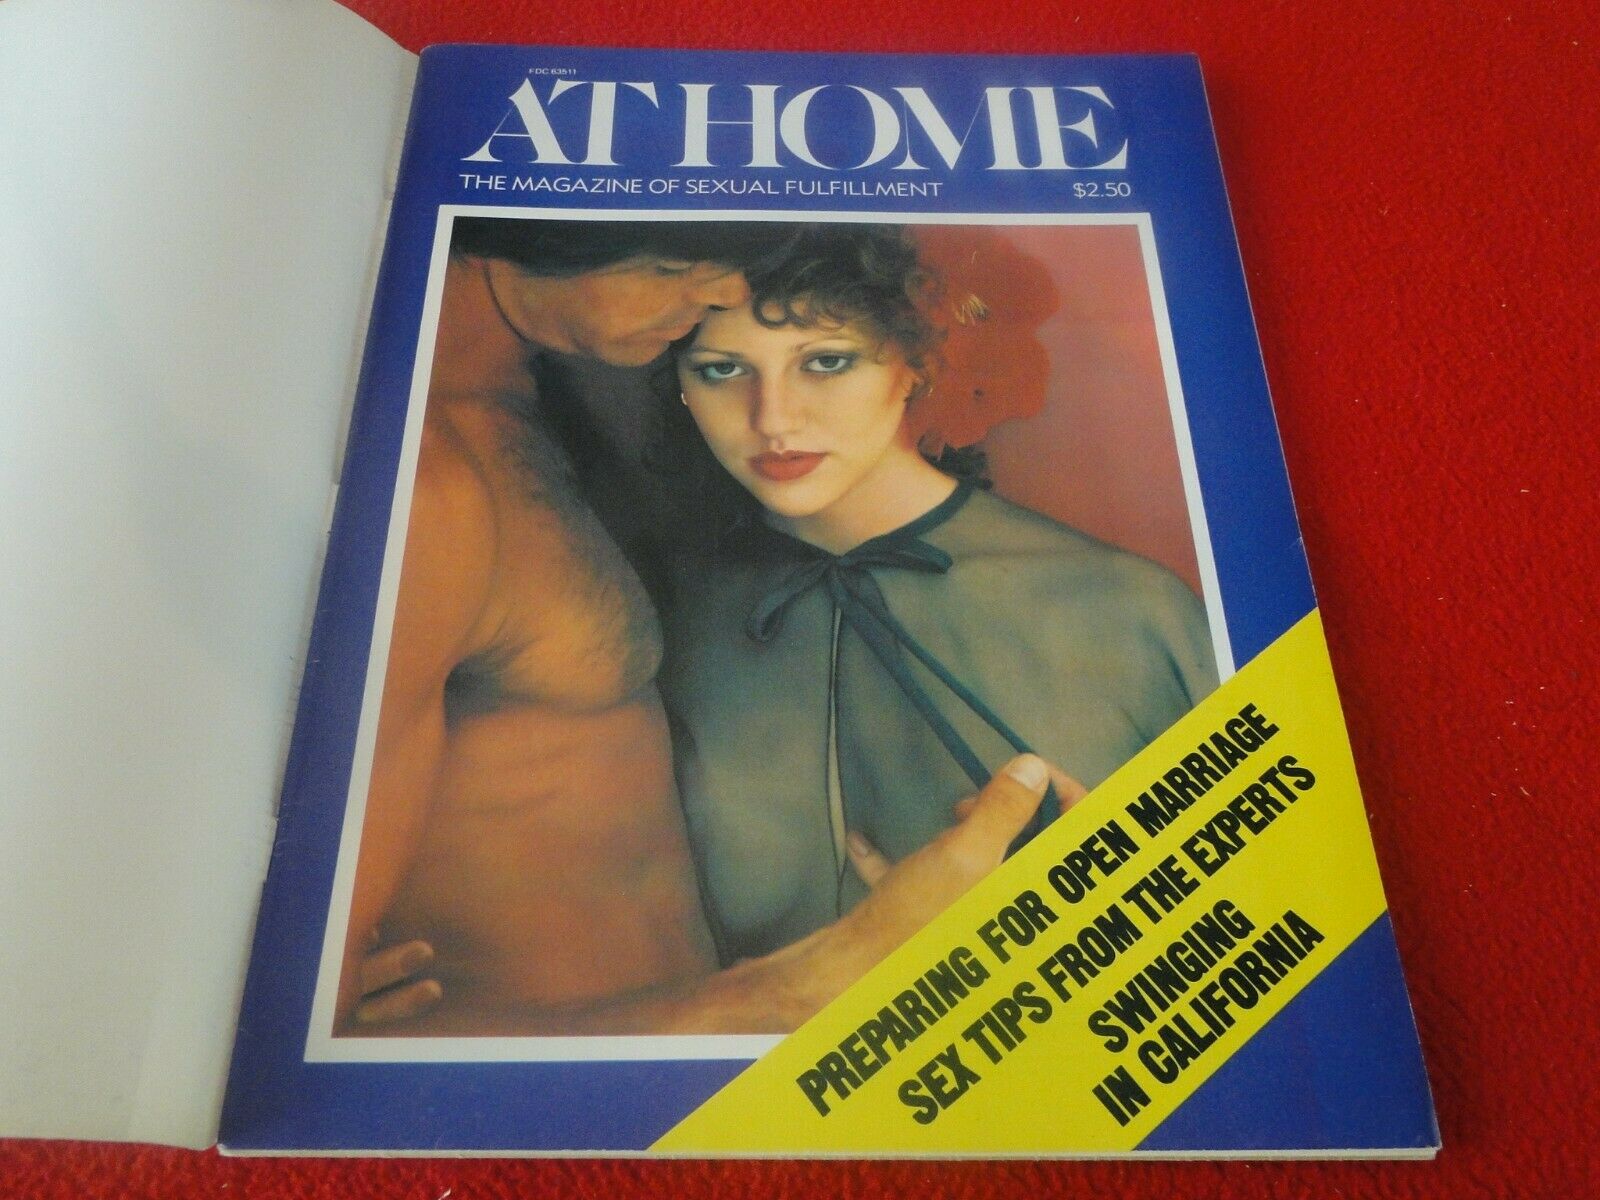 FDC 63511
AT HOME
THE MAGAZINE OF SEXUAL FULFILLMENT $2.50
PREPARING FOR OPEN MARRIAGE
SEX TIPS FROM THE EXPERTS
SWINGING
IN CALIFORNIA